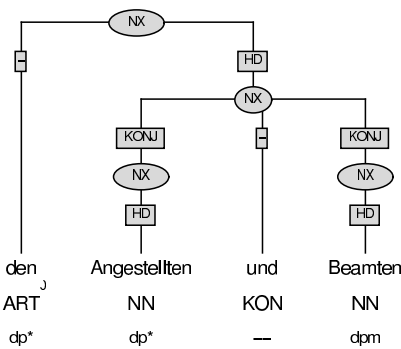 NX
- HD
NX
KONJ - KONJ
NX NX
HD HD
den Angestellten und Beamten
J
ART NN KON NN
dp* dp* -- dpm